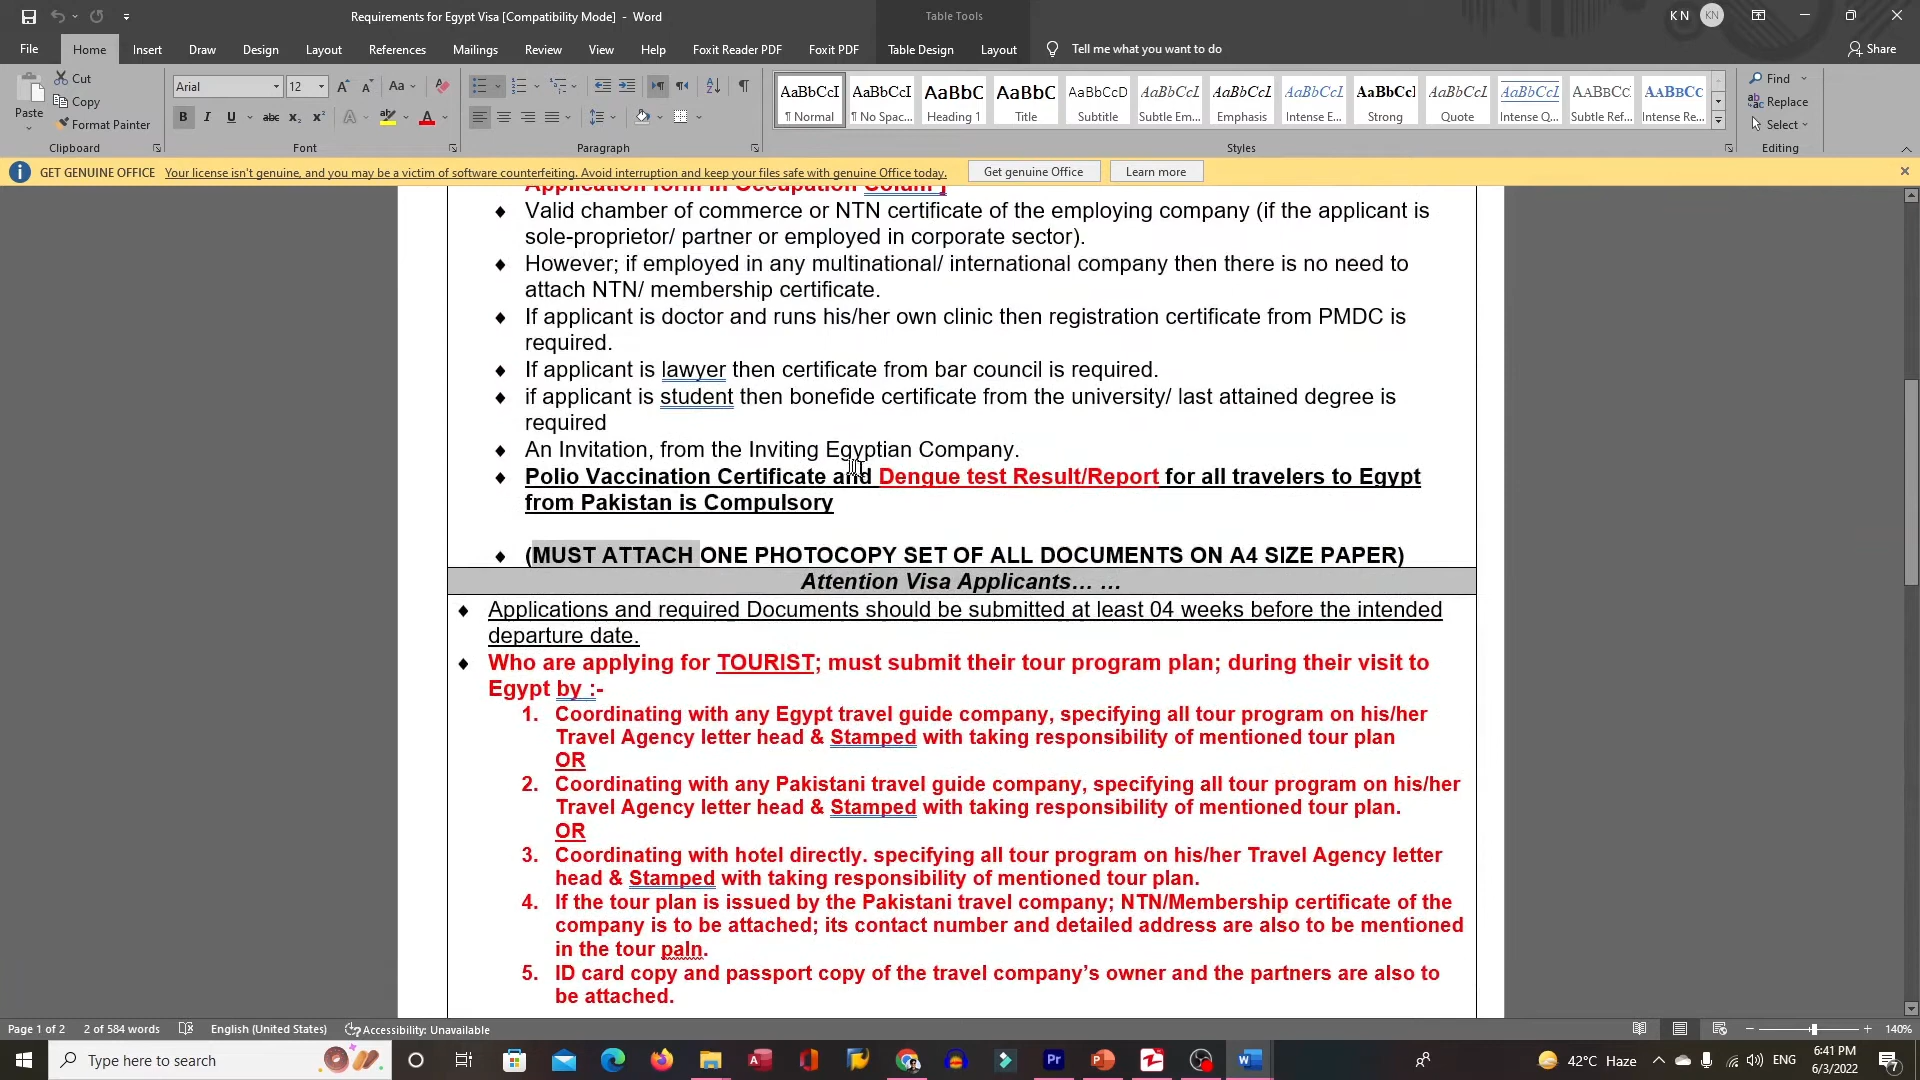 Requirements for Egypt Visa [Compatibility Mode] - Word
Table Tools
K N
KN
File Home Insert Draw Design Layout References Mailings Review View Help Foxit Reader PDF Foxit PDF Table Design Layout Tell me what you want to do Share
Paste
Cut
Copy
Format Painter
Clipboard
Arial 12
Font
Paragraph
AaBbCcI ¶ Normal
AaBbCcI ¶ No Spac...
AaBbC Heading 1
AaBbC Title
AaBbCcD Subtitle
AaBbCcL Subtle Em...
AaBbCcL Emphasis
AaBbCcL Intense E...
AaBbCcl Strong
AaBbCcL Quote
AaBbCcL Intense Q...
AABBCC Subtle Ref...
AABBCC Intense Re...
Styles
Find
Replace
Select
Editing
GET GENUINE OFFICE Your license isn't genuine, and you may be a victim of software counterfeiting. Avoid interruption and keep your files safe with genuine Office today. Get genuine Office Learn more
Application form in Occupation Colum ]
Valid chamber of commerce or NTN certificate of the employing company (if the applicant is
sole-proprietor/ partner or employed in corporate sector).
However; if employed in any multinational/ international company then there is no need to
attach NTN/ membership certificate.
If applicant is doctor and runs his/her own clinic then registration certificate from PMDC is
required.
If applicant is lawyer then certificate from bar council is required.
if applicant is student then bonefide certificate from the university/ last attained degree is
required
An Invitation, from the Inviting Egyptian Company.
Polio Vaccination Certificate and Dengue test Result/Report for all travelers to Egypt
from Pakistan is Compulsory
(MUST ATTACH ONE PHOTOCOPY SET OF ALL DOCUMENTS ON A4 SIZE PAPER)
Attention Visa Applicants... ...
Applications and required Documents should be submitted at least 04 weeks before the intended
departure date.
Who are applying for TOURIST; must submit their tour program plan; during their visit to
Egypt by :-
1. Coordinating with any Egypt travel guide company, specifying all tour program on his/her
Travel Agency letter head & Stamped with taking responsibility of mentioned tour plan
OR
2. Coordinating with any Pakistani travel guide company, specifying all tour program on his/her
Travel Agency letter head & Stamped with taking responsibility of mentioned tour plan.
OR
3. Coordinating with hotel directly. specifying all tour program on his/her Travel Agency letter
head & Stamped with taking responsibility of mentioned tour plan.
4. If the tour plan is issued by the Pakistani travel company; NTN/Membership certificate of the
company is to be attached; its contact number and detailed address are also to be mentioned
in the tour paln.
5. ID card copy and passport copy of the travel company's owner and the partners are also to
be attached.
Page 1 of 2 2 of 584 words English (United States) Accessibility: Unavailable 140%
Type here to search
42°C Haze ENG
6:41 PM
6/3/2022
7